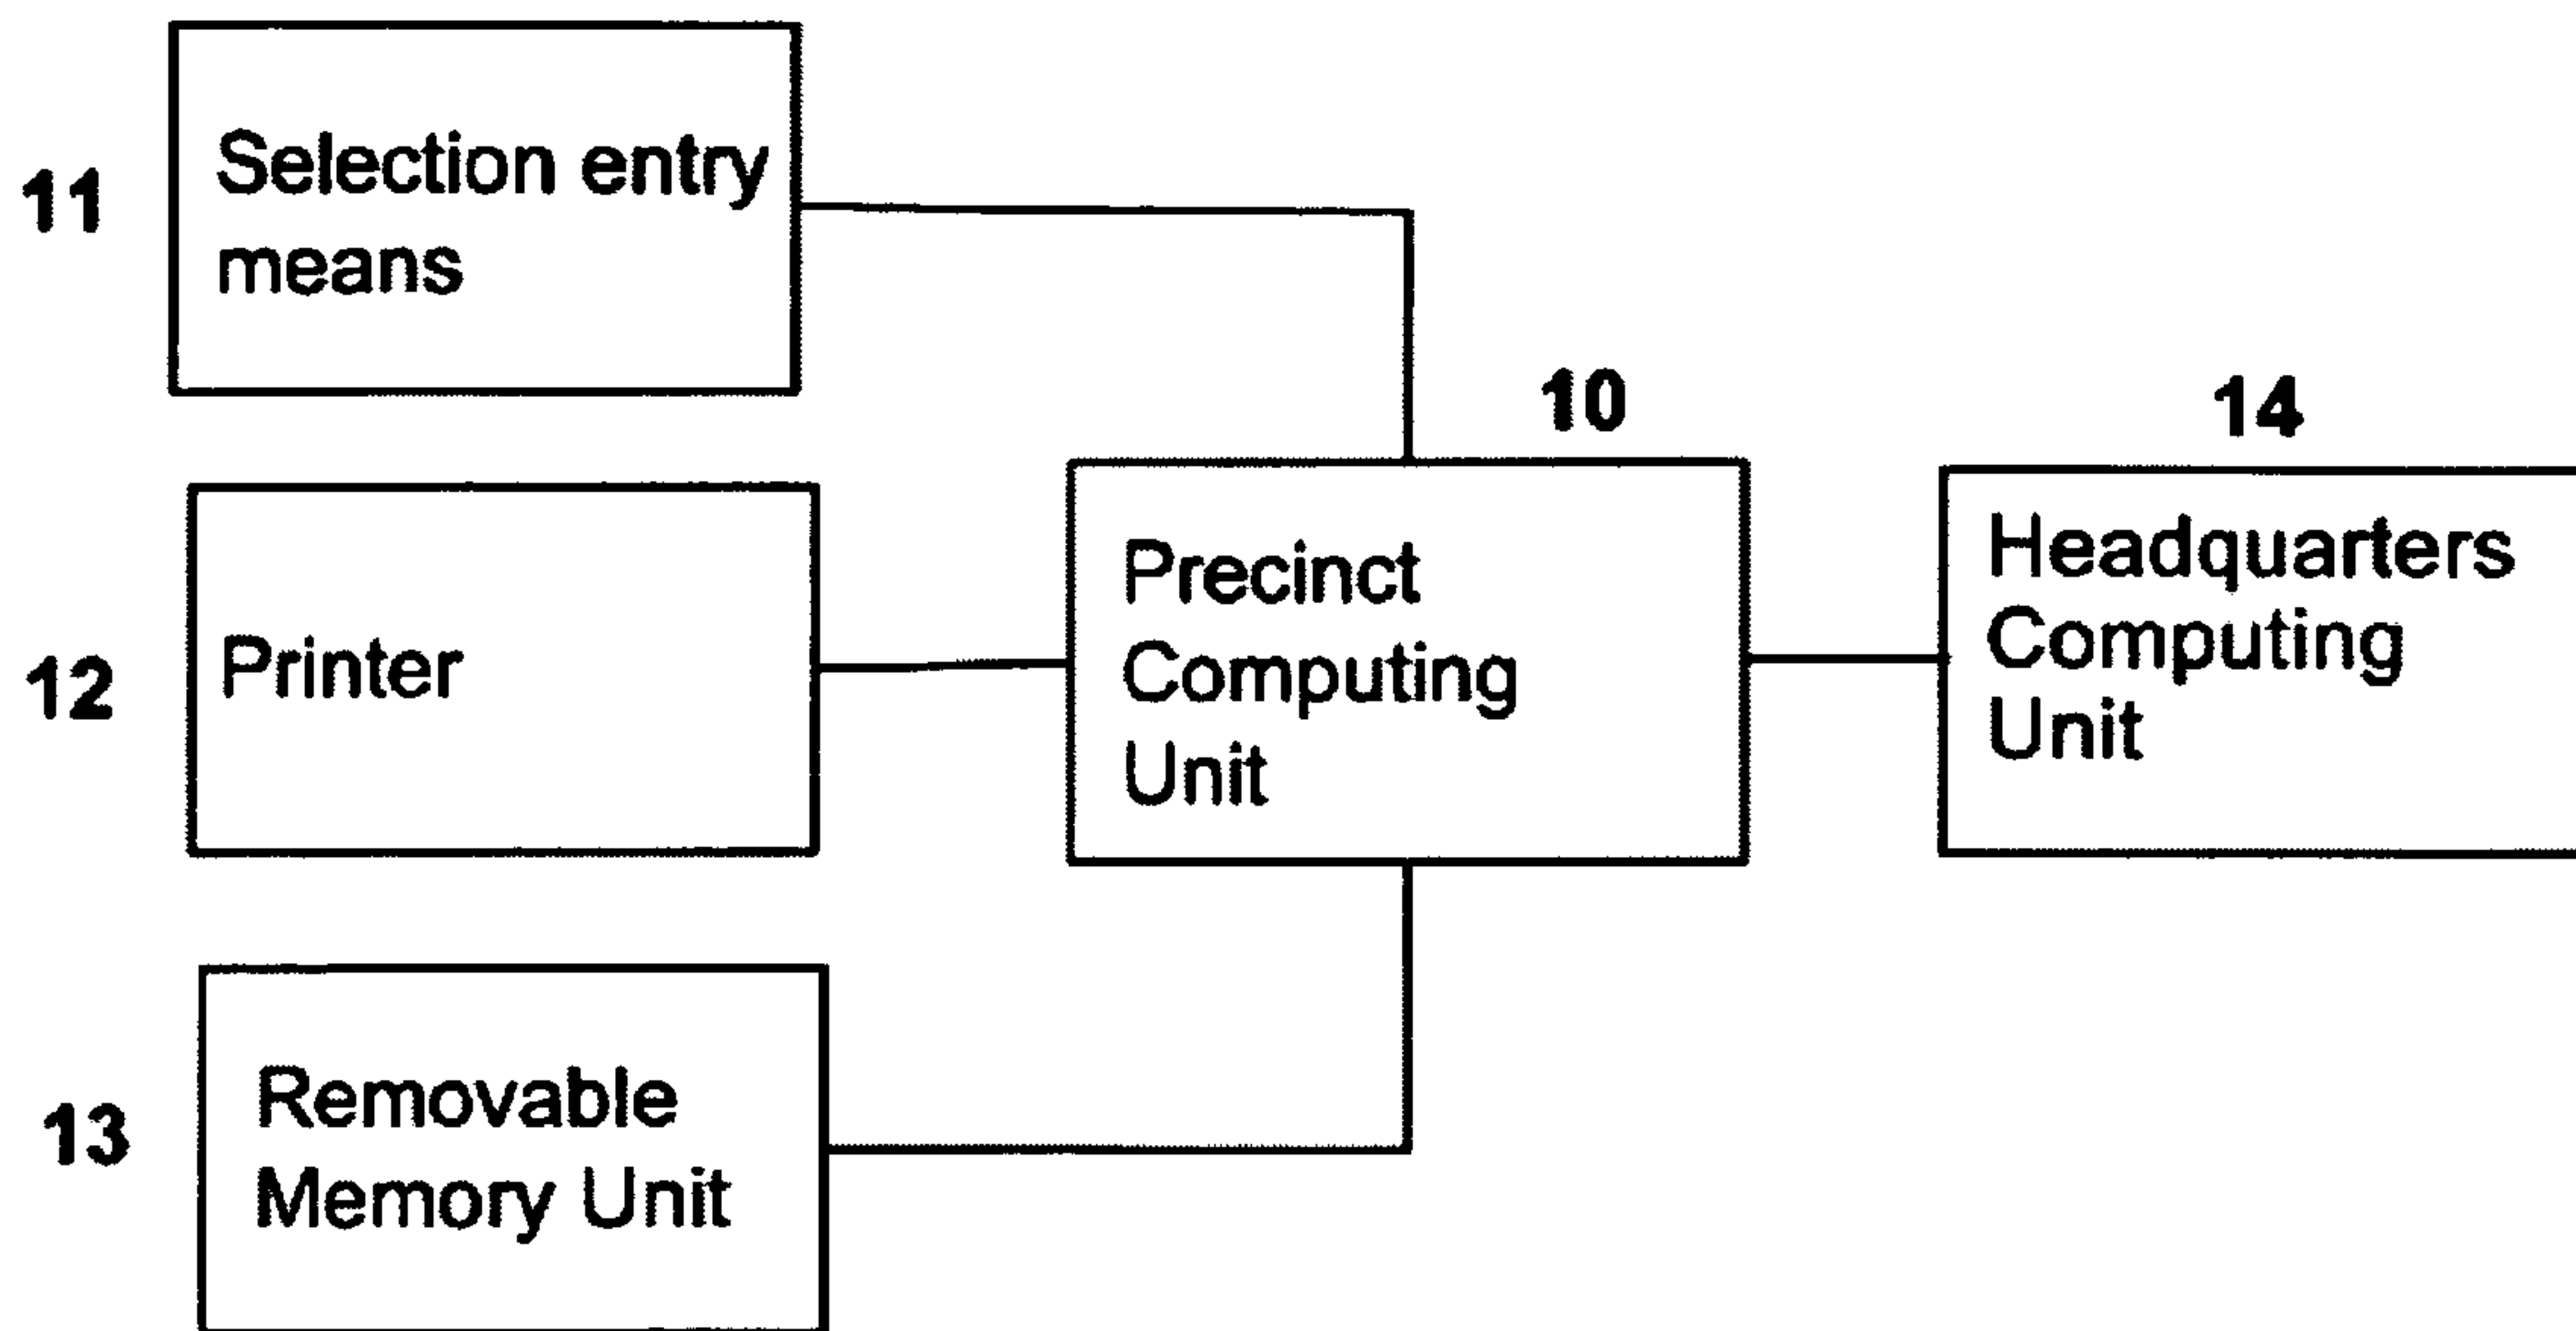 11
Selection entry
means
10
14
12
Printer
Precinct
Computing
Unit
Headquarters
Computing
Unit
13
Removable
Memory Unit